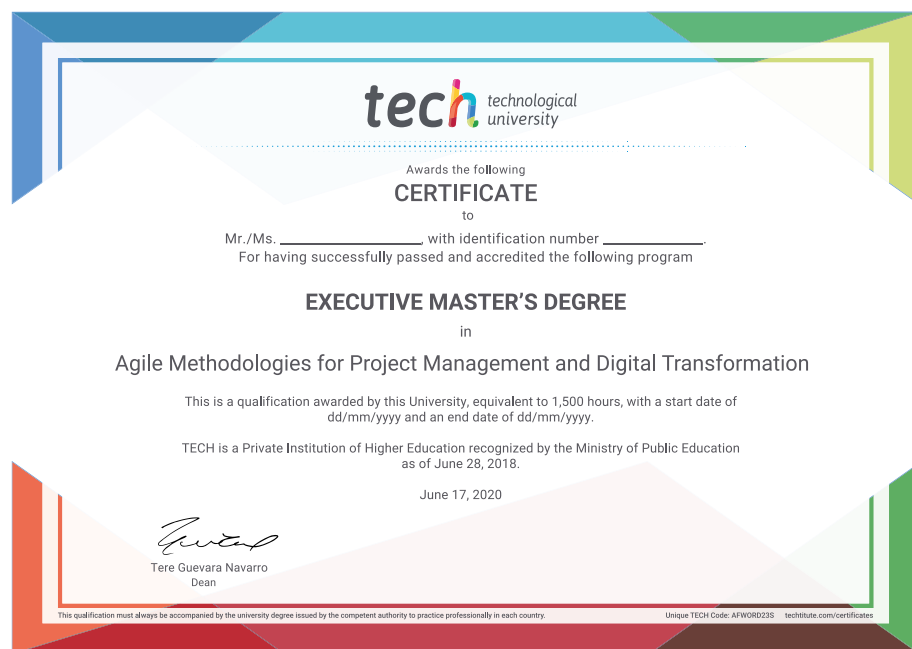 tech technological
university
Awards the following
CERTIFICATE
to
Mr./Ms. ________________, with identification number ____________.
For having successfully passed and accredited the following program
EXECUTIVE MASTER'S DEGREE
in
Agile Methodologies for Project Management and Digital Transformation
This is a qualification awarded by this University, equivalent to 1,500 hours, with a start date of
dd/mm/yyyy and an end date of dd/mm/yyyy.
TECH is a Private Institution of Higher Education recognized by the Ministry of Public Education
as of June 28, 2018.
June 17, 2020
Tere Guevara Navarro
Dean
This qualification must always be accompanied by the university degree issued by the competent authority to practice professionally in each country.
Unique TECH Code: AFWORD23S techtitute.com/certificates